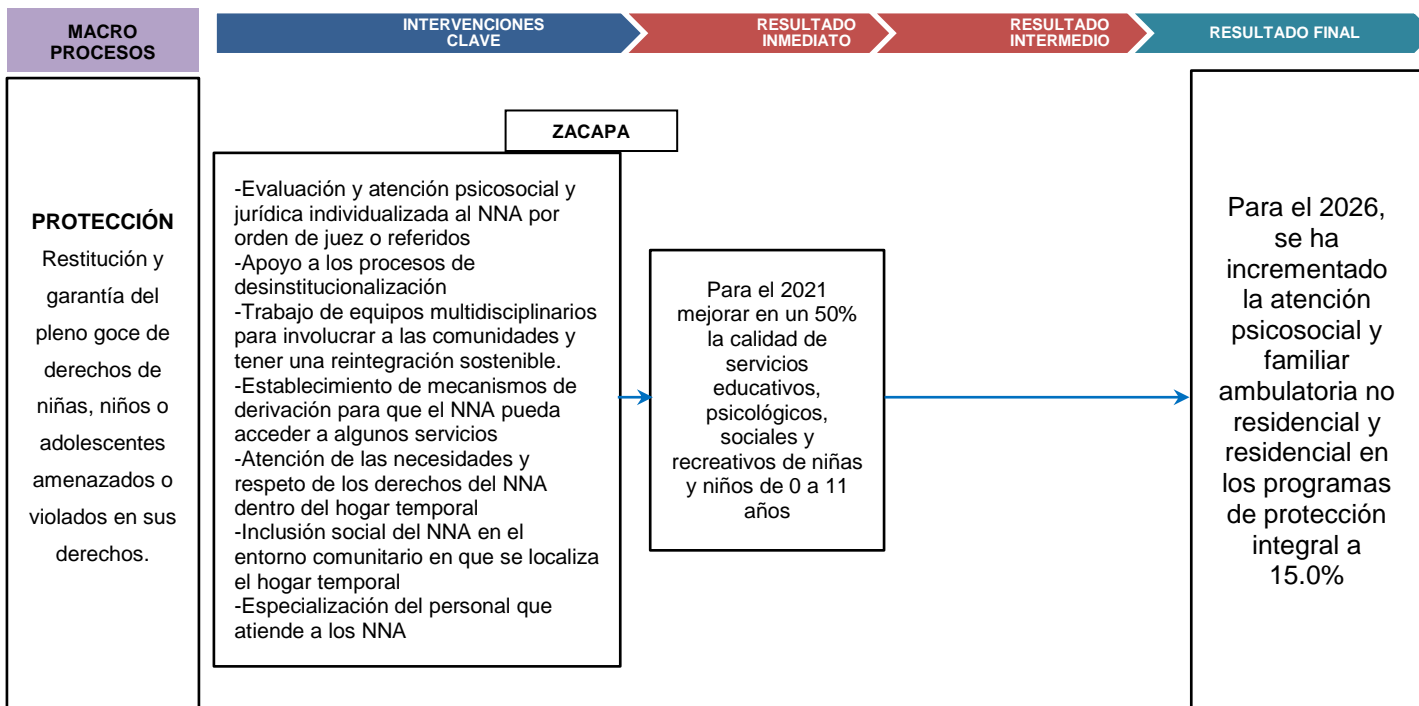 MACRO
PROCESOS
INTERVENCIONES
CLAVE
RESULTADO
INMEDIATO
RESULTADO
INTERMEDIO
RESULTADO FINAL
PROTECCIÓN
Restitución y
garantía del
pleno goce de
derechos de
niñas, niños o
adolescentes
amenazados o
violados en sus
derechos.
ZACAPA
-Evaluación y atención psicosocial y
jurídica individualizada al NNA por
orden de juez o referidos
-Apoyo a los procesos de
desinstitucionalización
-Trabajo de equipos multidisciplinarios
para involucrar a las comunidades y
tener una reintegración sostenible.
-Establecimiento de mecanismos de
derivación para que el NNA pueda
acceder a algunos servicios
-Atención de las necesidades y
respeto de los derechos del NNA
dentro del hogar temporal
-Inclusión social del NNA en el
entorno comunitario en que se localiza
el hogar temporal
-Especialización del personal que
atiende a los NNA
Para el 2021
mejorar en un 50%
la calidad de
servicios
educativos,
psicológicos,
sociales y
recreativos de niñas
y niños de 0 a 11
años
Para el 2026,
se ha
incrementado
la atención
psicosocial y
familiar
ambulatoria no
residencial y
residencial en
los programas
de protección
integral a
15.0%